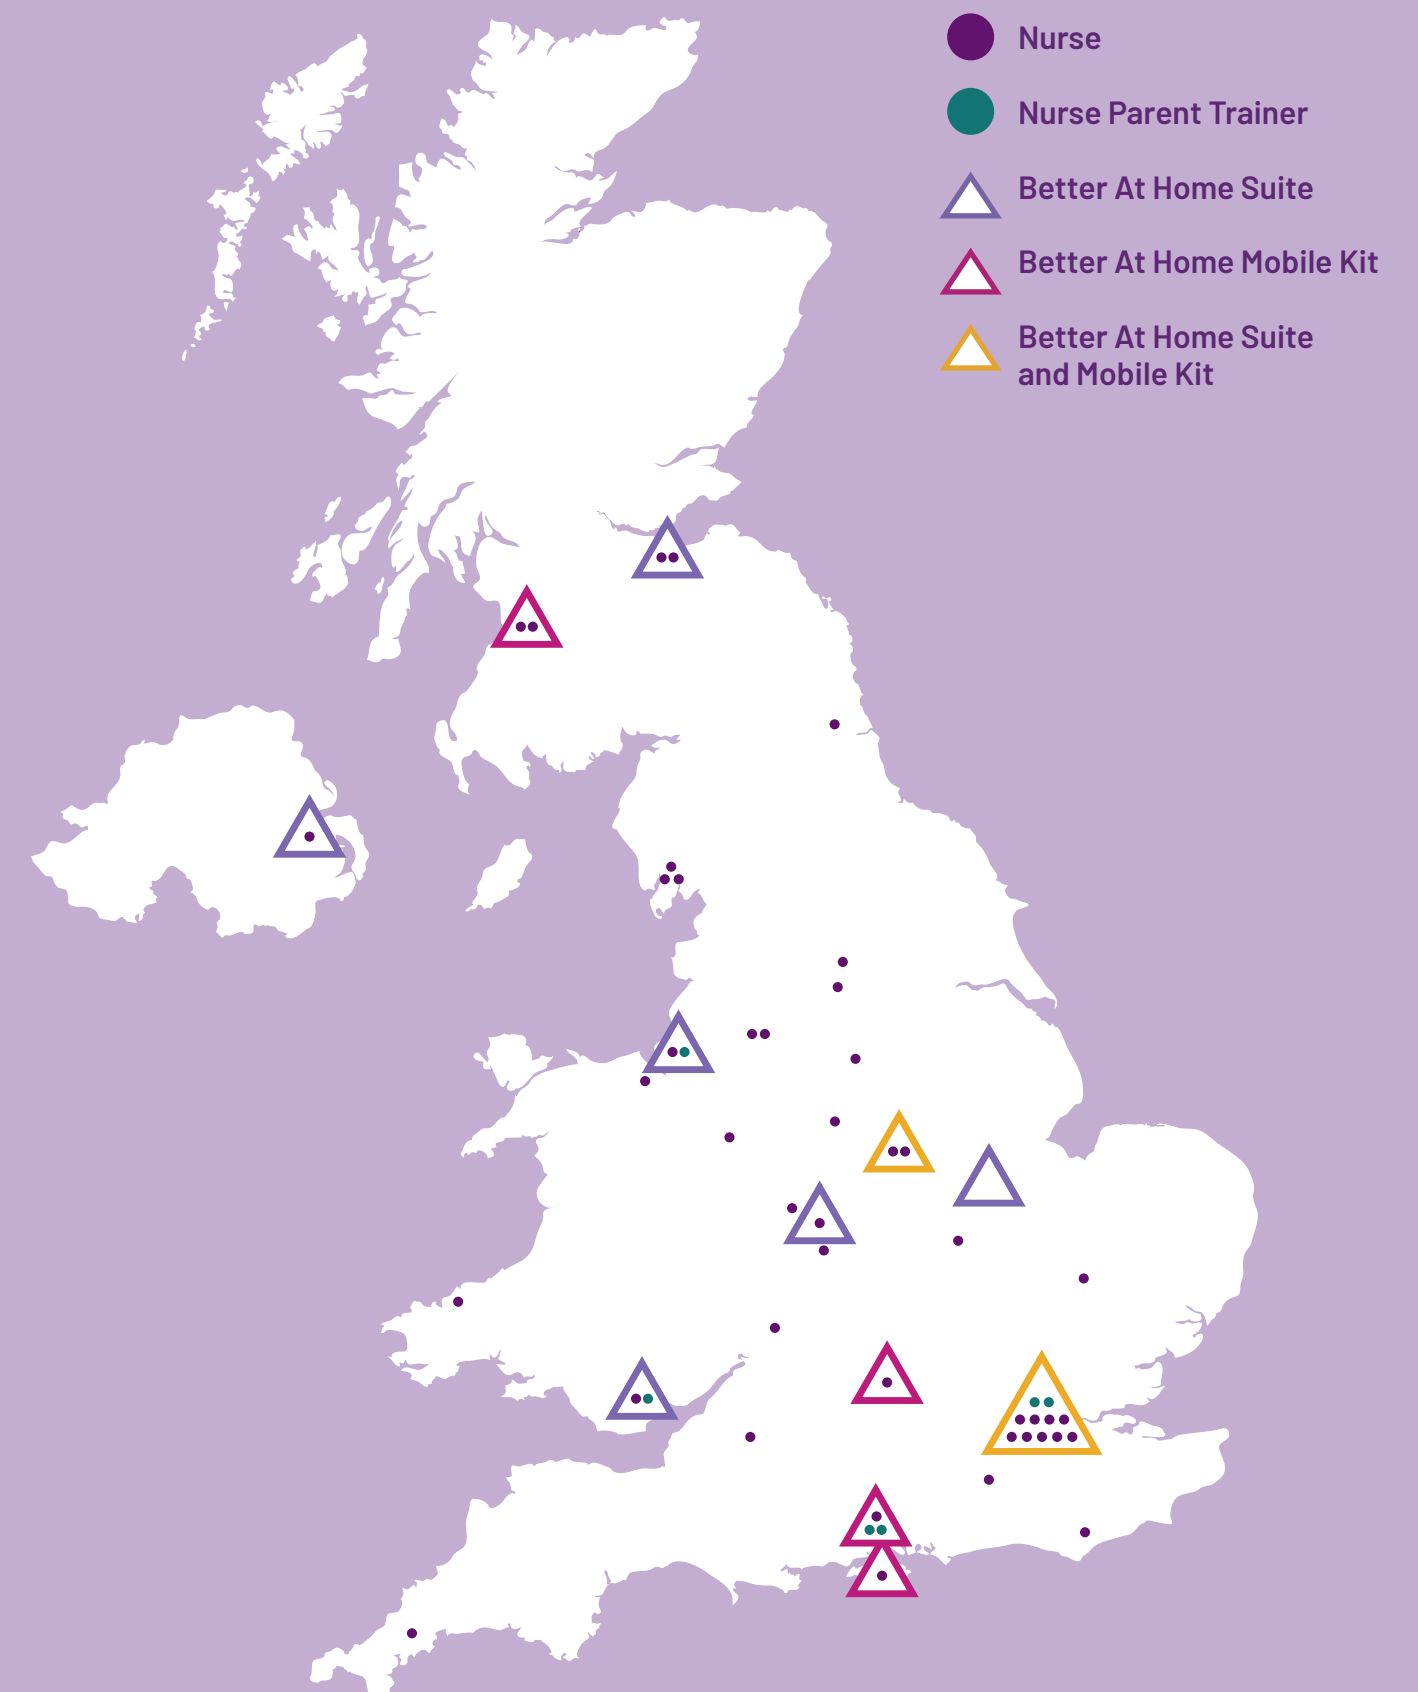 Nurse
Nurse Parent Trainer
Better At Home Suite
Better At Home Mobile Kit
Better At Home Suite
and Mobile Kit